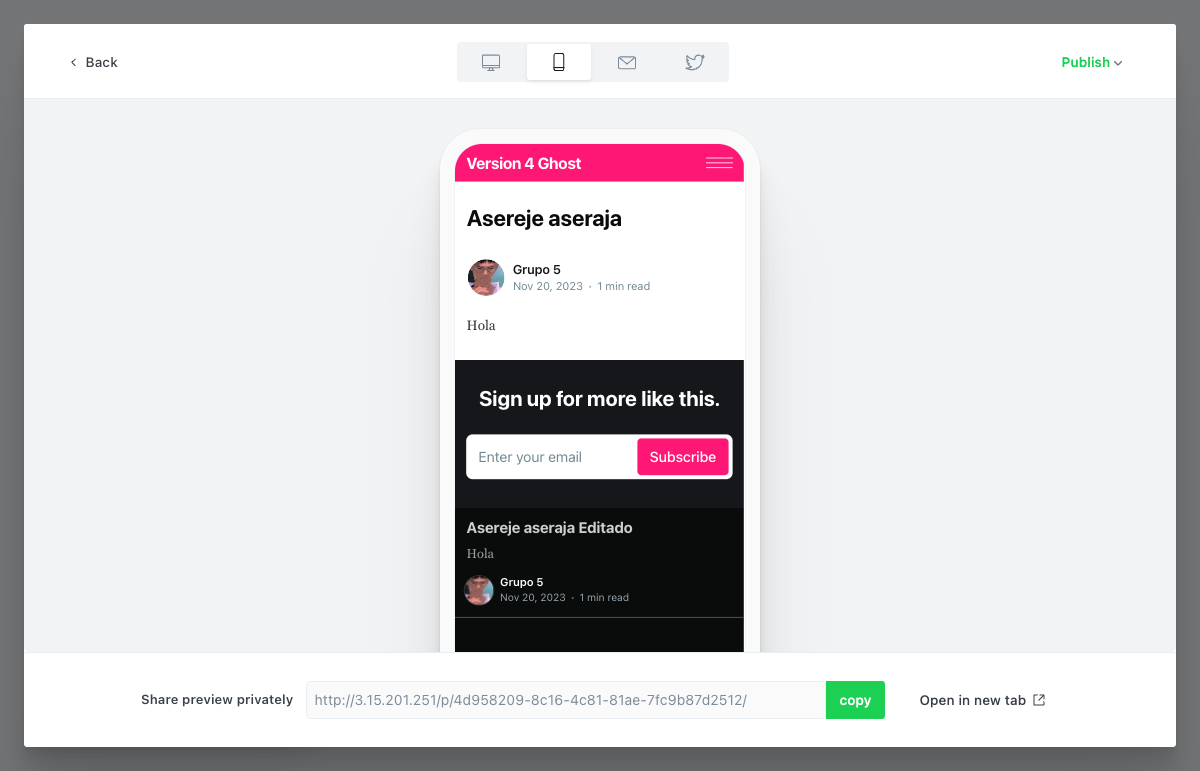 Back
Publish
Version 4 Ghost
Asereje aseraja
Grupo 5
Nov 20, 2023 • 1 min read
Hola
Sign up for more like this.
Enter your email
Subscribe
Asereje aseraja Editado
Hola
Grupo 5
Nov 20, 2023 • 1 min read
Share preview privately
http://3.15.201.251/p/4d958209-8c16-4c81-81ae-7fc9b87d2512/
copy
Open in new tab